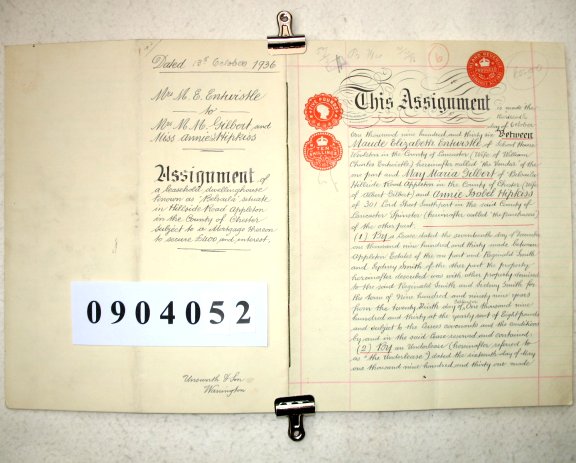 Dated 13th October 1936
Mrs M. E. Entwistle
to
Mrs M. M. Gilbert and
Miss Annie Hipkiss
Assignment of
a leasehold dwellinghouse
known as "Belvale" situate
in Hillside Road Appleton
in the County of Chester
subject to a Mortgage thereon
to secure £400 and interest.
0904052
Unsworth & Son
Warrington
6
This Assignment is made the
day of October
One thousand nine hundred and thirty six Between
Maude Elizabeth Entwistle of School House
in the County of Lancaster (Wife of William
Charles Entwistle) hereinafter called "the Vendor" of the
one part and Mary Maria Gilbert of Belvale
Hillside Road Appleton in the County of Chester (Wife
of Albert Gilbert) and Annie Isobel Hipkiss
of 301 Lord Street Southport in the said County of
Lancaster Spinster (hereinafter called "the Purchasers")
of the other part.
(1) By a Lease dated the seventeenth day of November
one thousand nine hundred and thirty made between
Appleton Estates of the one part and Reginald Smith
and Sydney Smith of the other part the property
hereinafter described was with other property demised
to the said Reginald Smith and Sydney Smith for
the term of Nine Hundred and ninety nine years
from the twenty ninth day of One thousand nine
hundred and thirty at the yearly rent of Eight pounds
and subject to the Lessees covenants and the conditions
by and in the said Lease reserved and contained
(2) By an Underlease (hereinafter referred to
as "the Underlease") dated the sixteenth day of May
one thousand nine hundred and thirty one made